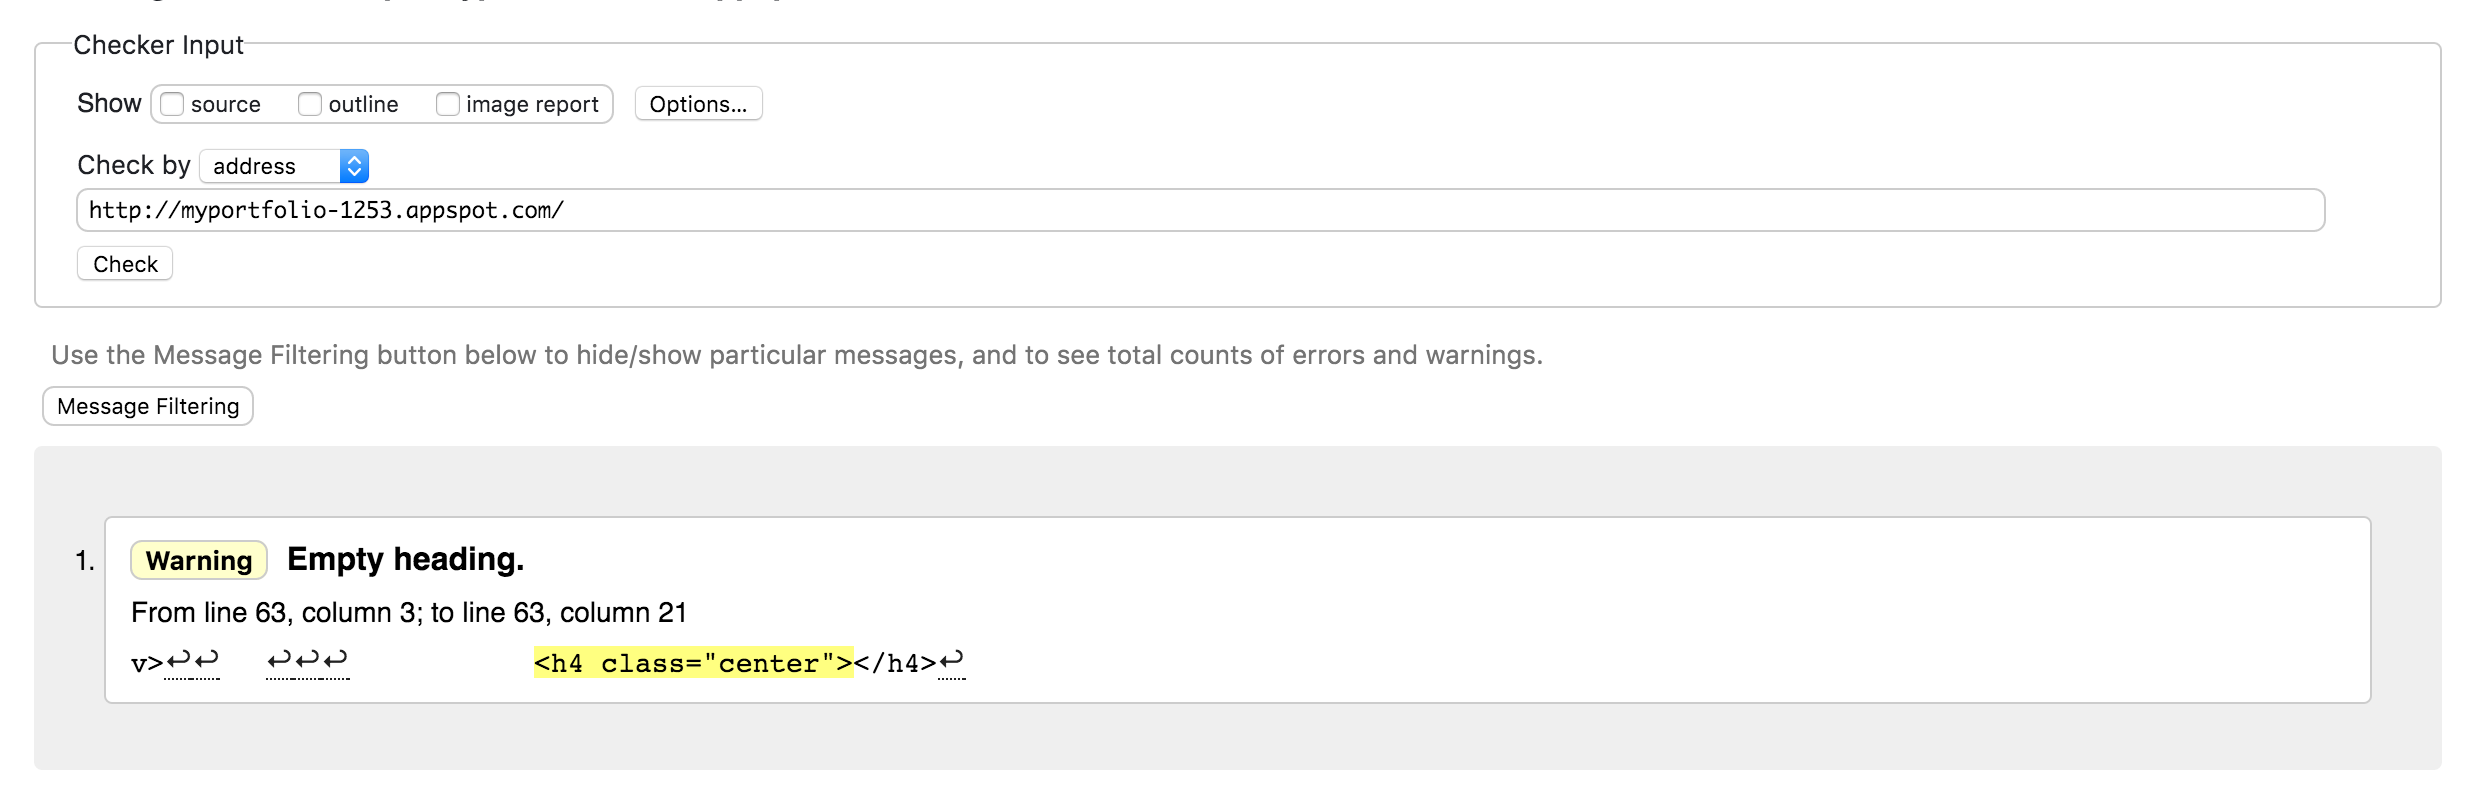 Checker Input
Show source outline image report Options...
Check by address
http://myportfolio-1253.appspot.com/
Check
Use the Message Filtering button below to hide/show particular messages, and to see total counts of errors and warnings.
Message Filtering
1. Warning Empty heading.
From line 63, column 3; to line 63, column 21
v>↩↩ ↩↩↩ <h4 class="center"></h4>↩